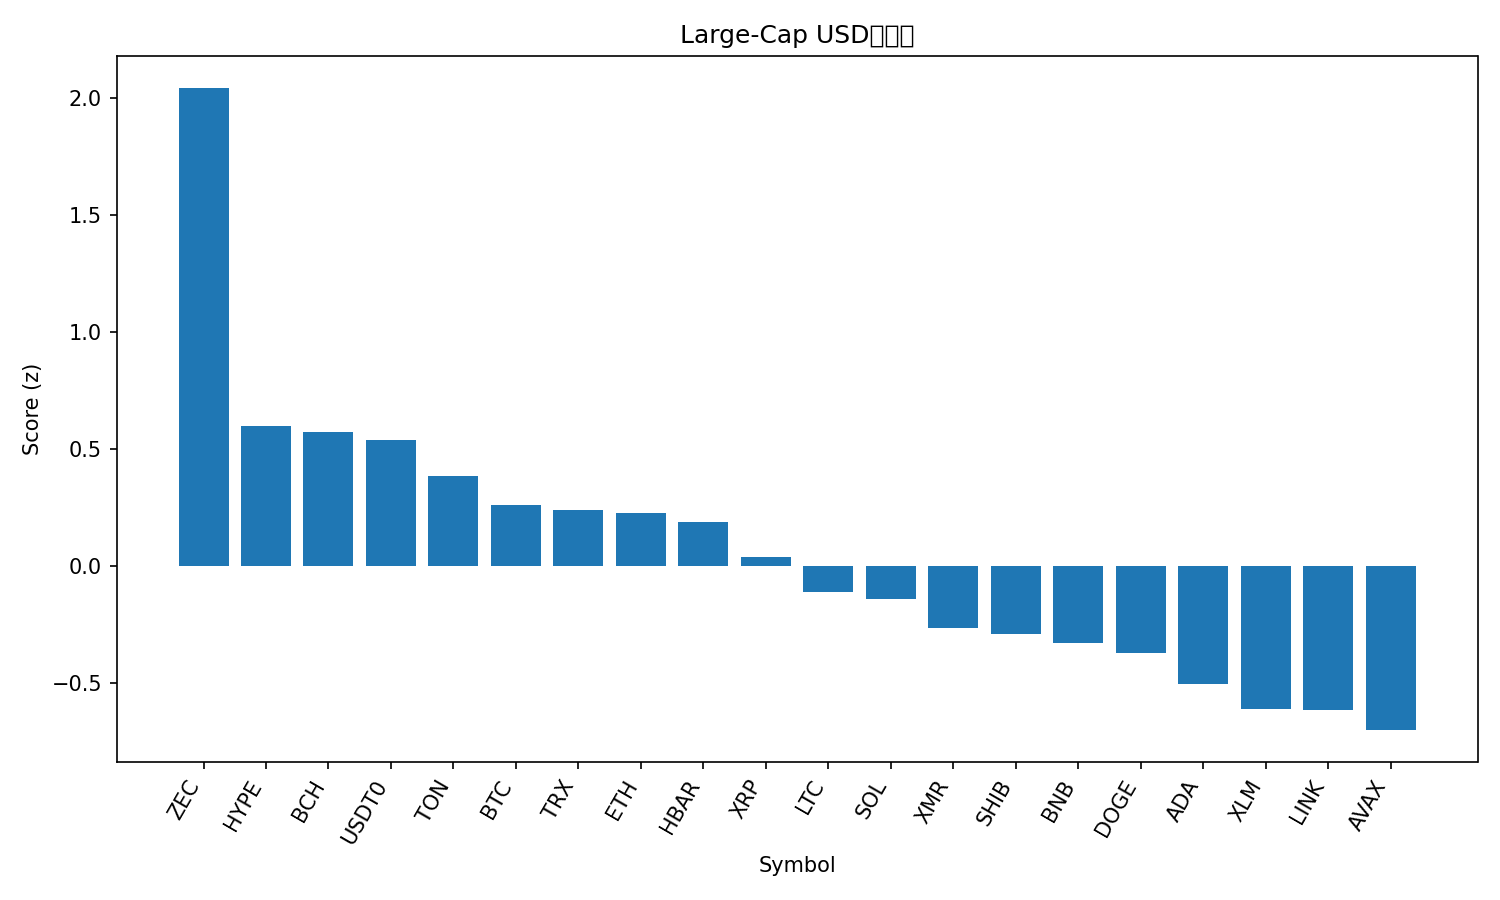 Large-Cap USD
Score (z)
2.0
1.5
1.0
0.5
0.0
−0.5
ZEC
HYPE
BCH
USDT0
TON
BTC
TRX
ETH
HBAR
XRP
LTC
SOL
XMR
SHIB
BNB
DOGE
ADA
XLM
LINK
AVAX
Symbol